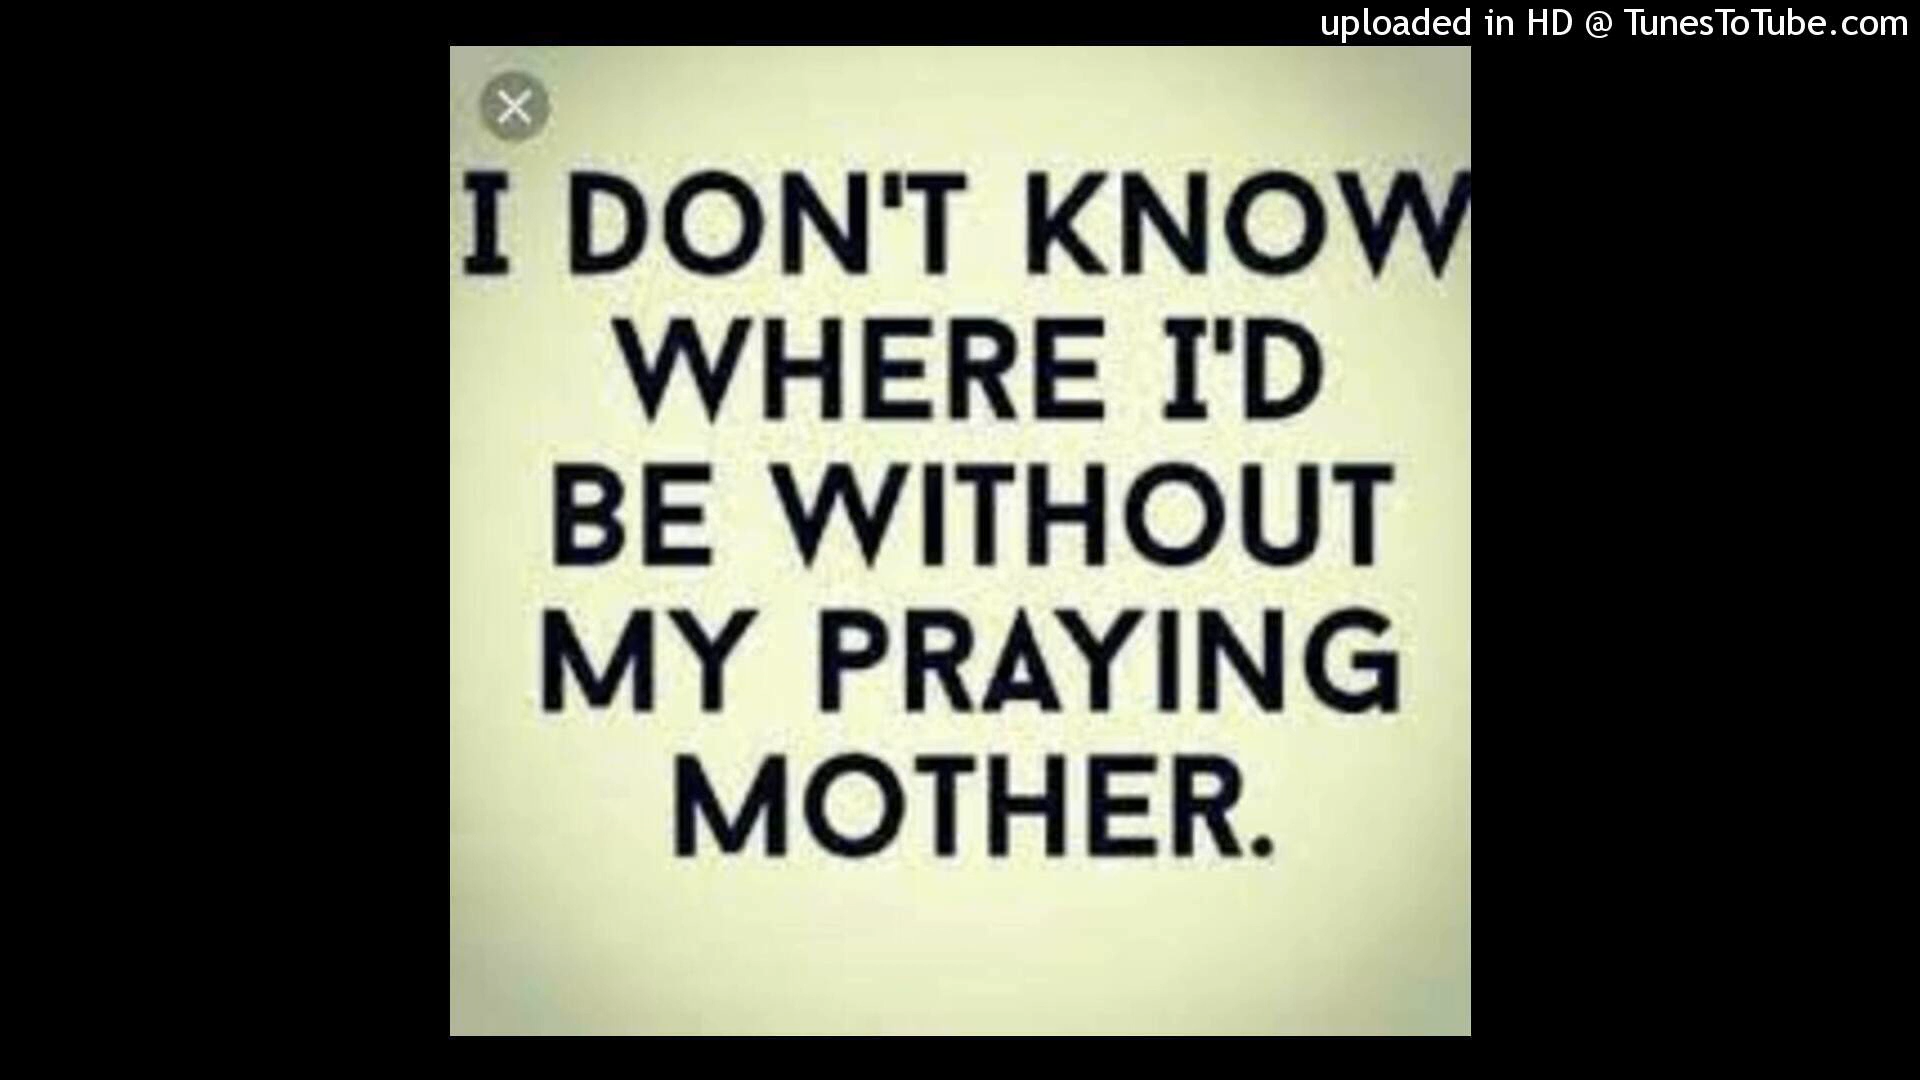 uploaded in HD @ TunesToTube.com
I DON'T KNOW
WHERE I'D
BE WITHOUT
MY PRAYING
MOTHER.